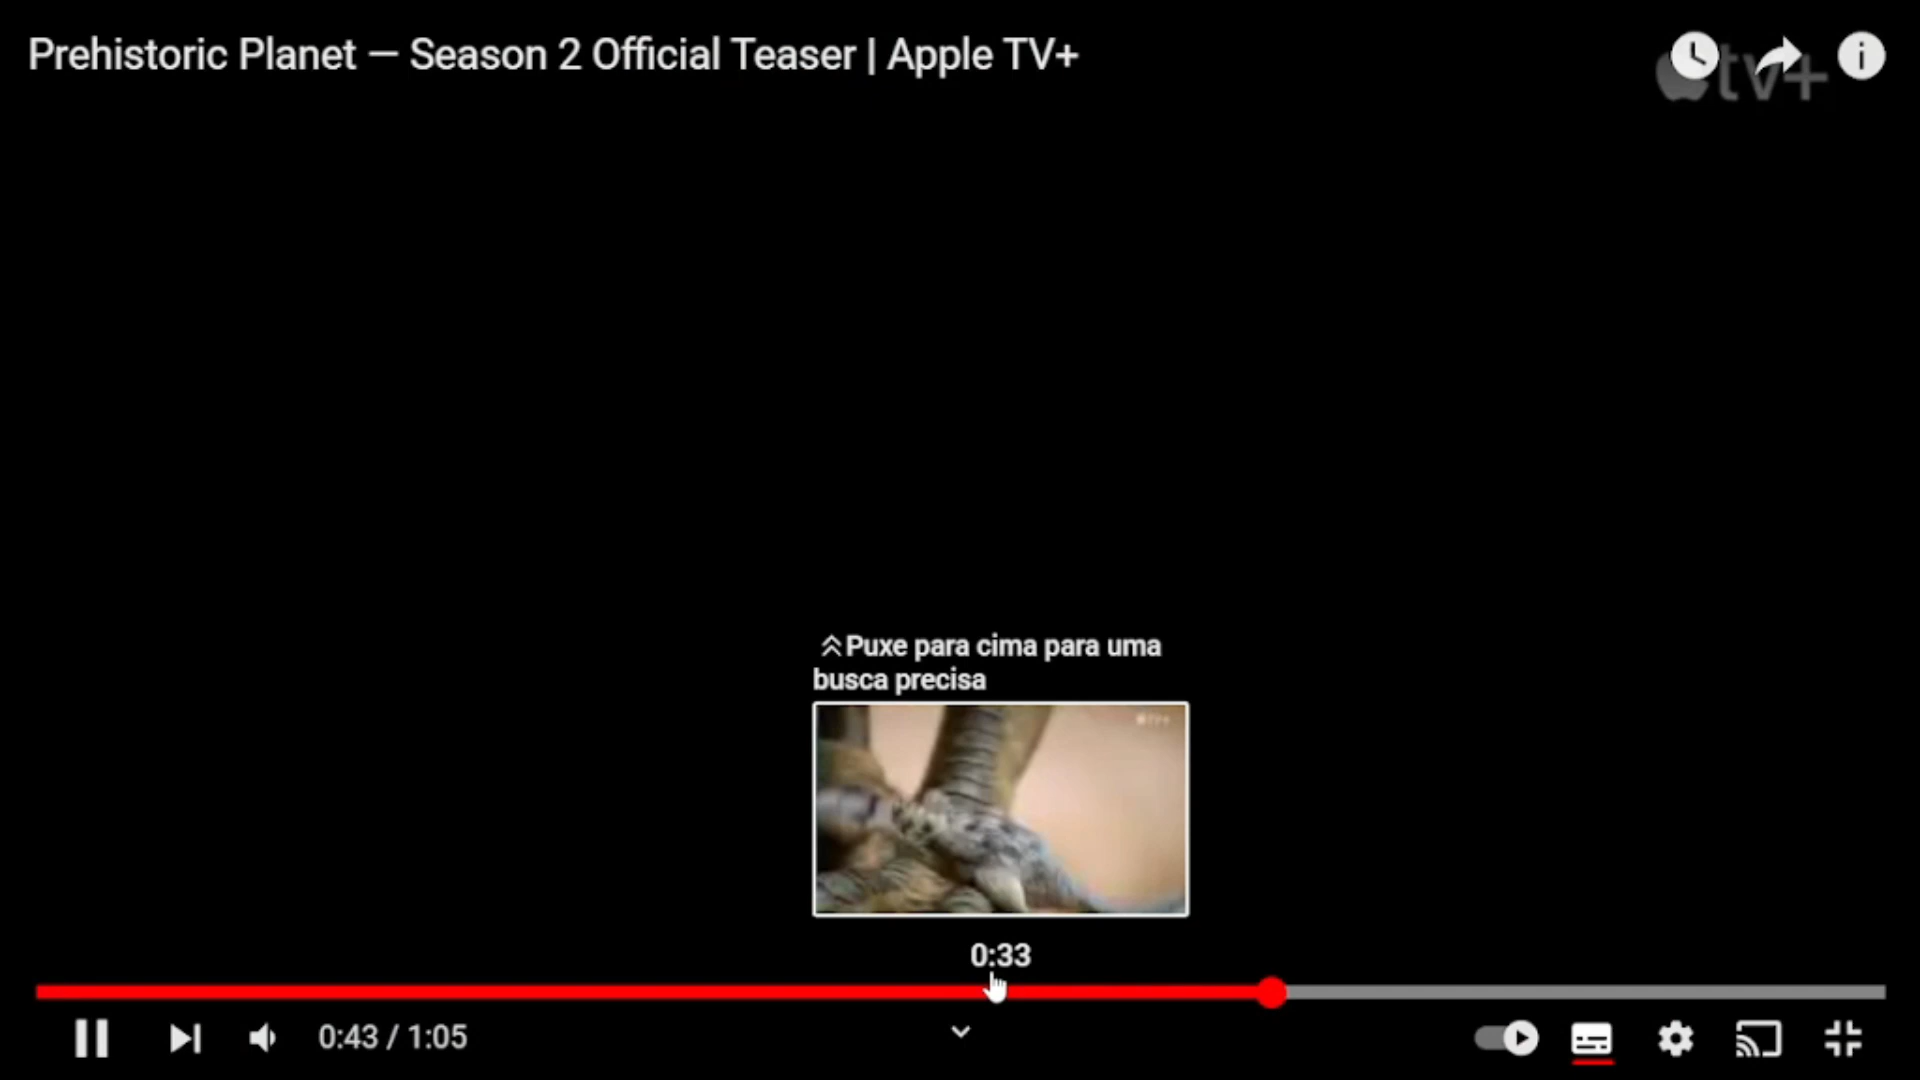 Prehistoric Planet — Season 2 Official Teaser | Apple TV+
tv+
Puxe para cima para uma
busca precisa
tv+
0:33
0:43 / 1:05